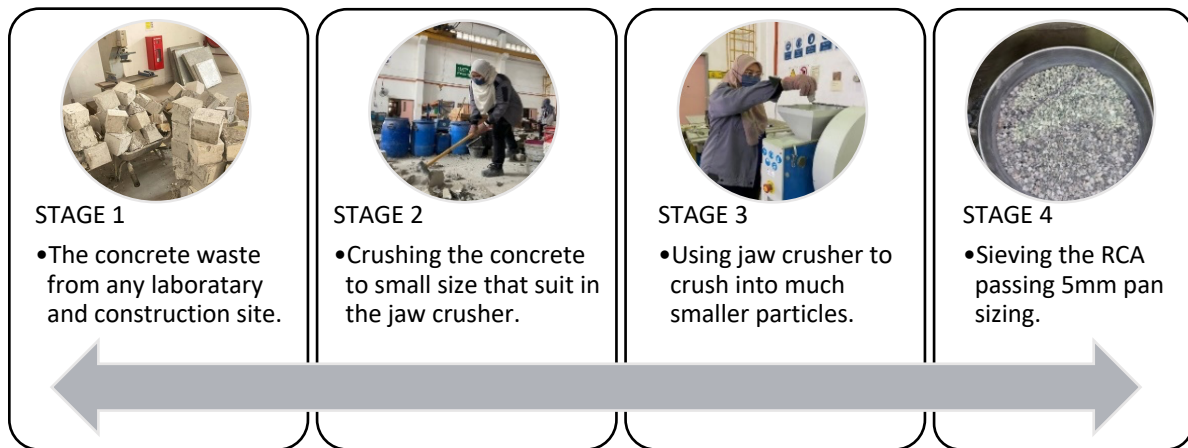 STAGE 1
•The concrete waste
from any laboratary
and construction site.
STAGE 2
•Crushing the concrete
to small size that suit in
the jaw crusher.
STAGE 3
•Using jaw crusher to
crush into much
smaller particles.
STAGE 4
•Sieving the RCA
passing 5mm pan
sizing.